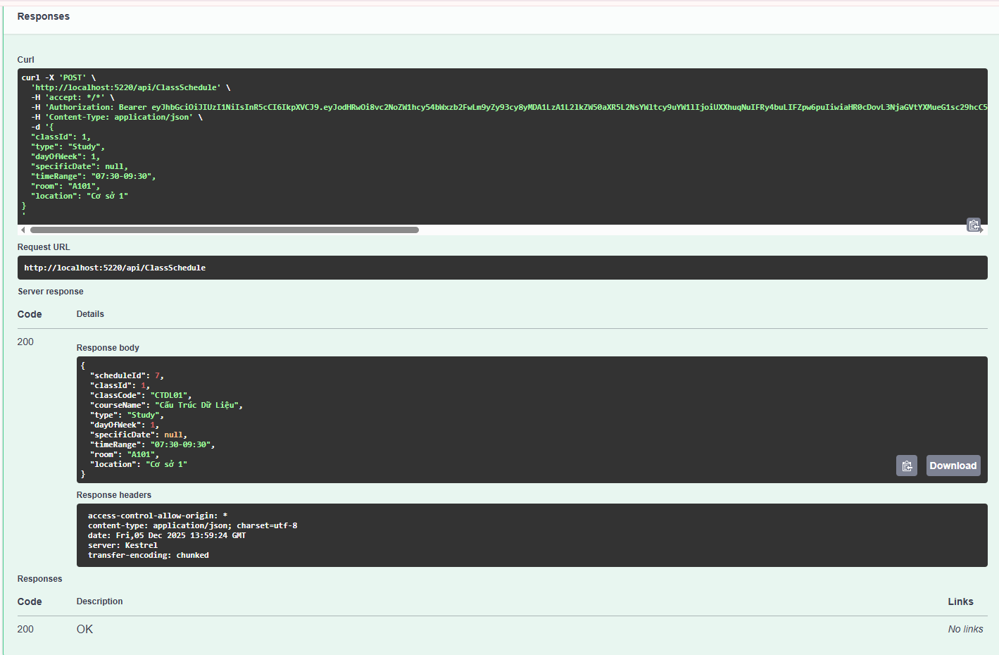 Responses
Curl
curl -X 'POST' \
  'http://localhost:5220/api/ClassSchedule' \
  -H 'accept: */*' \
  -H 'Authorization: Bearer
  -H 'Content-Type: application/json' \
  -d '{
  "classId": 1,
  "type": "Study",
  "dayOfWeek": 1,
  "specificDate": null,
  "timeRange": "07:30-09:30",
  "room": "A101",
  "location": "Cơ sở 1"
}
'
Request URL
http://localhost:5220/api/ClassSchedule
Server response
Code Details
200
Response body
{
  "scheduleId": 7,
  "classId": 1,
  "classCode": "CTDL01",
  "courseName": "Cấu Trúc Dữ Liệu",
  "type": "Study",
  "dayOfWeek": 1,
  "specificDate": null,
  "timeRange": "07:30-09:30",
  "room": "A101",
  "location": "Cơ sở 1"
}
Download
Response headers
access-control-allow-origin: *
content-type: application/json; charset=utf-8
date: Fri,05 Dec 2025 13:59:24 GMT
server: Kestrel
transfer-encoding: chunked
Responses
Code Description Links
200 OK No links